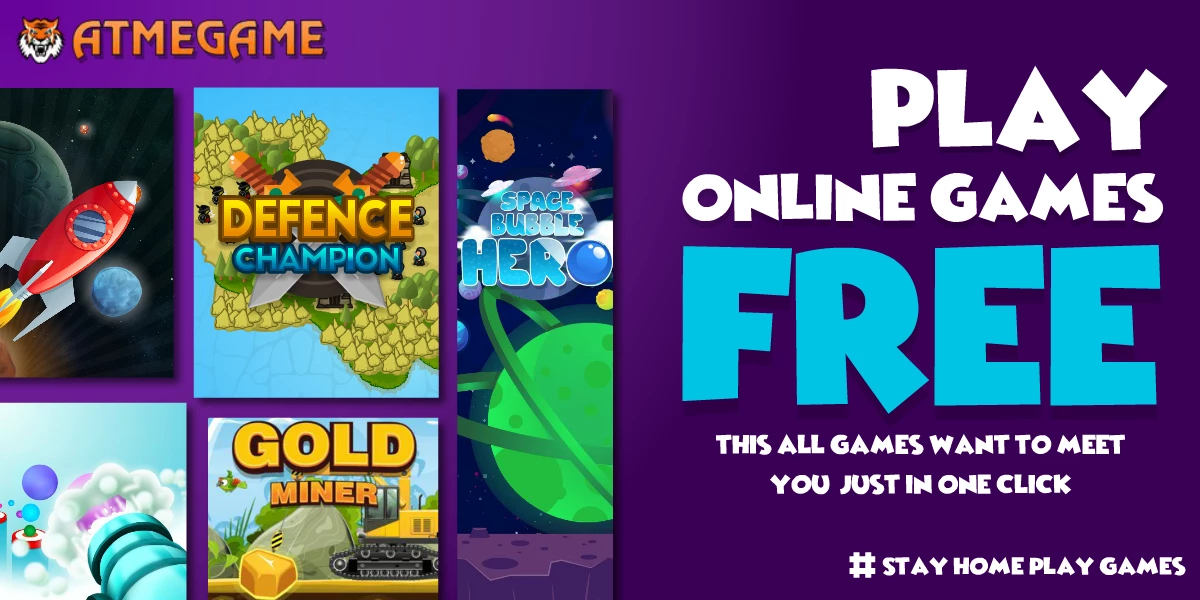 ATMEGAME
DEFENCE
CHAMPION
SPACE
BUBBLE
HERO
GOLD
MINER
PLAY
ONLINE GAMES
FREE
THIS ALL GAMES WANT TO MEET
YOU JUST IN ONE CLICK
# STAY HOME PLAY GAMES